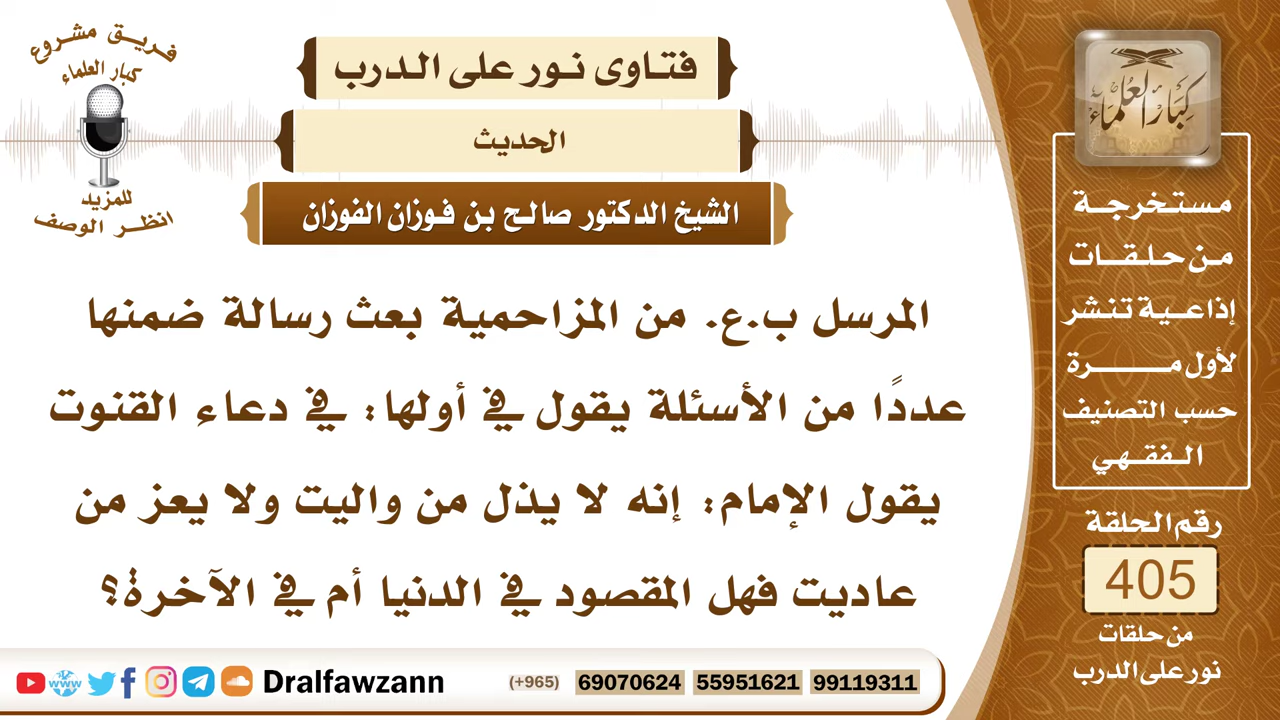 فريق مشروع
كبار العلماء
للمزيد
انظر الوصف
فتاوى نور على الدرب
الحديث
الشيخ الدكتور صالح بن فوزان الفوزان
المرسل ب.ع. من المزاحمية بعث رسالة ضمنها
عددًا من الأسئلة يقول في أولها: في دعاء القنوت
يقول الإمام: إنه لا يذل من واليت ولا يعز من
عاديت فهل المقصود في الدنيا أم في الآخرة؟
كبار العلماء
مستخرجة
من حلقات
إذاعية تنشر
لأول مرة
حسب التصنيف
الفقهي
رقم الحلقة
405
من حلقات
نور على الدرب
www Dralfawzann (+965) 69070624 55951621 99119311